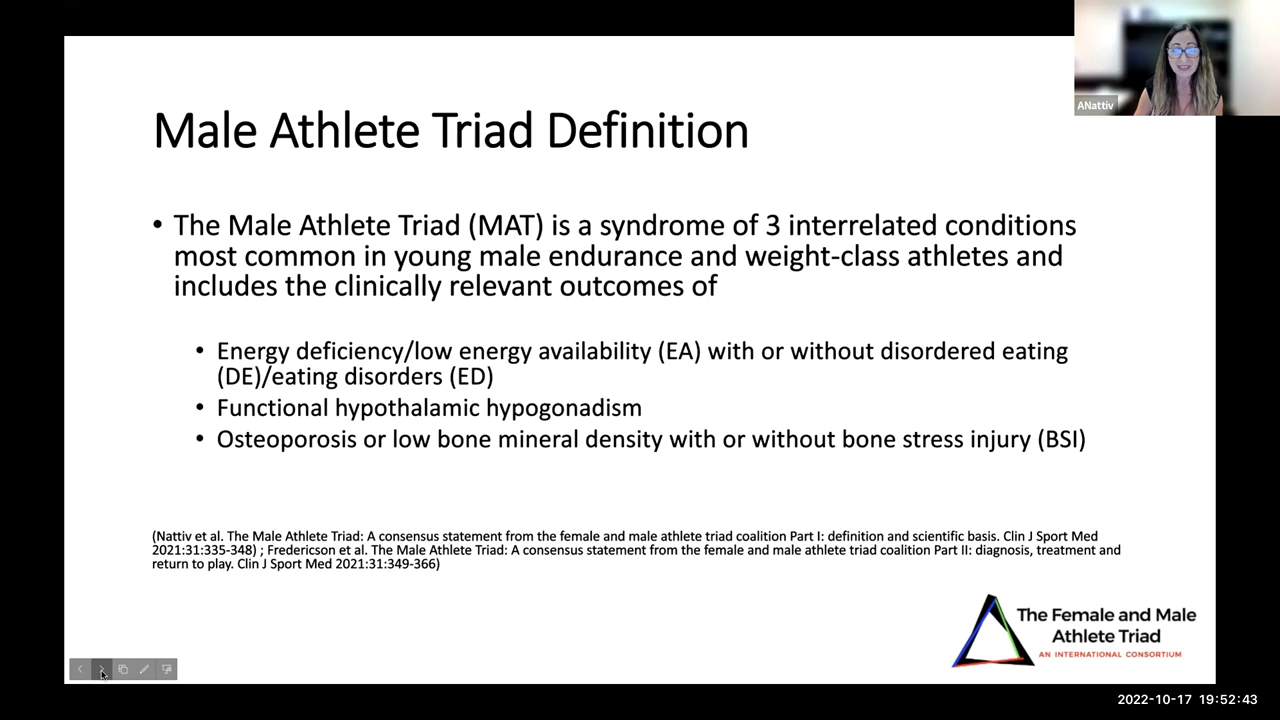 ANattiv
Male Athlete Triad Definition
• The Male Athlete Triad (MAT) is a syndrome of 3 interrelated conditions
most common in young male endurance and weight-class athletes and
includes the clinically relevant outcomes of
• Energy deficiency/low energy availability (EA) with or without disordered eating
(DE)/eating disorders (ED)
• Functional hypothalamic hypogonadism
• Osteoporosis or low bone mineral density with or without bone stress injury (BSI)
(Nattiv et al. The Male Athlete Triad: A consensus statement from the female and male athlete triad coalition Part I: definition and scientific basis. Clin J Sport Med
2021:31:335-348) ; Fredericson et al. The Male Athlete Triad: A consensus statement from the female and male athlete triad coalition Part II: diagnosis, treatment and
return to play. Clin J Sport Med 2021:31:349-366)
The Female and Male
Athlete Triad
AN INTERNATIONAL CONSORTIUM
2022-10-17 19:52:43